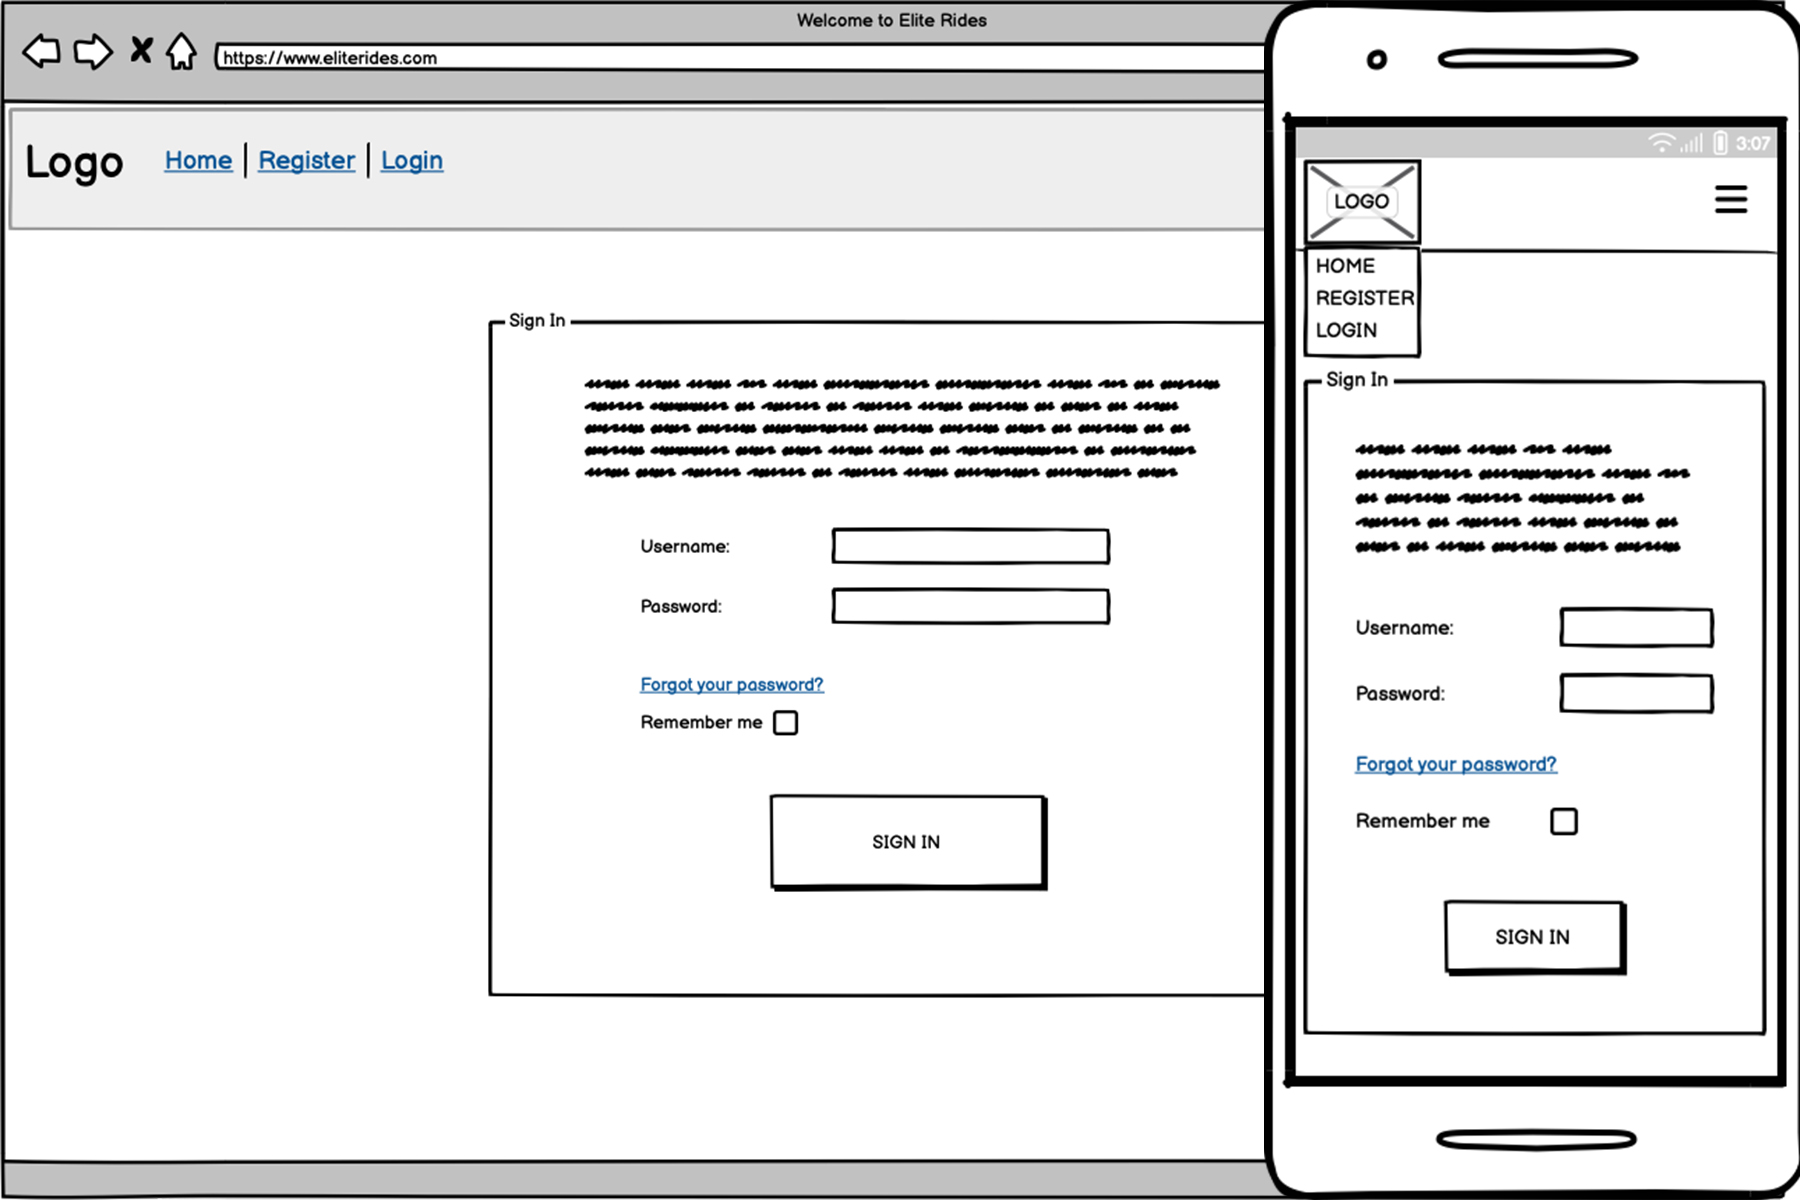 Welcome to Elite Rides
https://www.eliterides.com
Logo
Home | Register | Login
Sign In
Username:
Password:
Forgot your password?
Remember me
SIGN IN
3:07
LOGO
HOME
REGISTER
LOGIN
Sign In
Username:
Password:
Forgot your password?
Remember me
SIGN IN